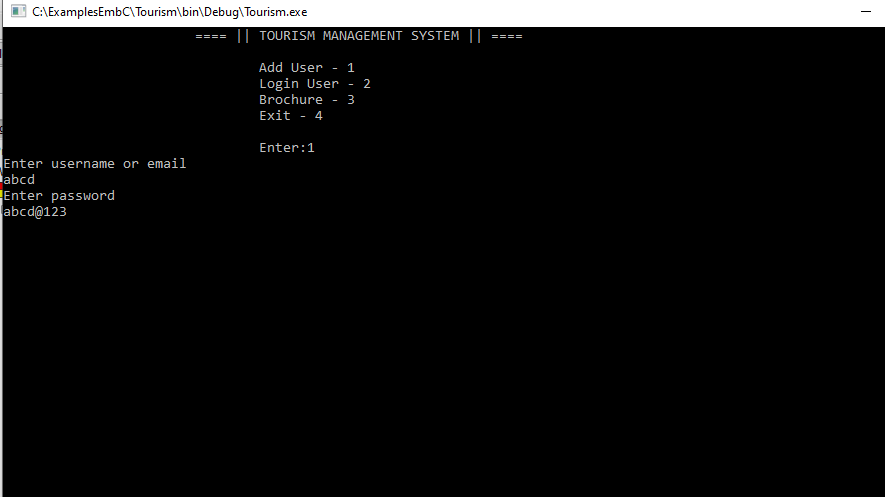 C:\ExamplesEmbC\Tourism\bin\Debug\Tourism.exe
==== || TOURISM MANAGEMENT SYSTEM || ====
Add User - 1
Login User - 2
Brochure - 3
Exit - 4
Enter:1
Enter username or email
abcd
Enter password
abcd@123